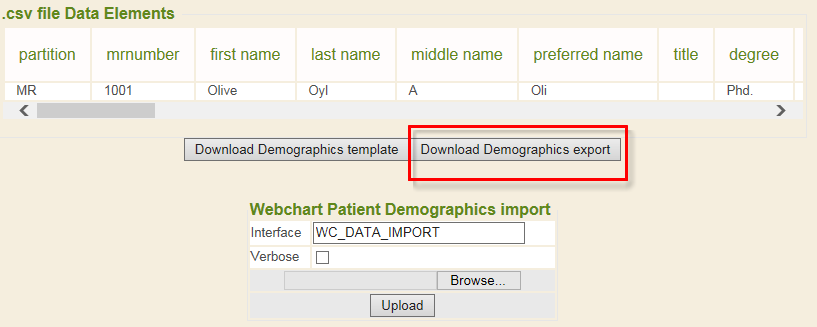 .csv file Data Elements
partition mrnumber first name last name middle name preferred name title degree
MR 1001 Olive Oyl A Oli Phd.
Download Demographics template Download Demographics export
Webchart Patient Demographics import
Interface WC_DATA_IMPORT
Verbose
Browse...
Upload